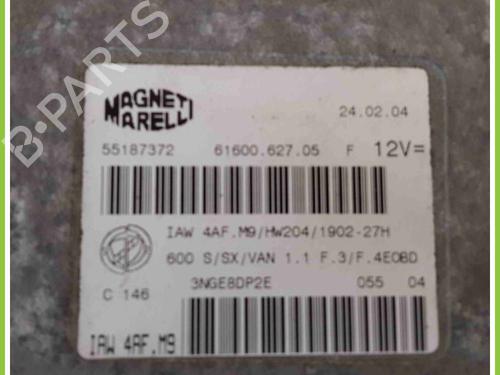 MAGNETI
MARELLI
24.02.04
55187372 61600.627.05 F 12V=
IAW 4AF.M9/HW204/1902-27H
600 S/SX/VAN 1.1 F.3/F.4EOBD
C 146 3NGE8DP2E 055 04
IAW 4AF.M9
B-PARTS